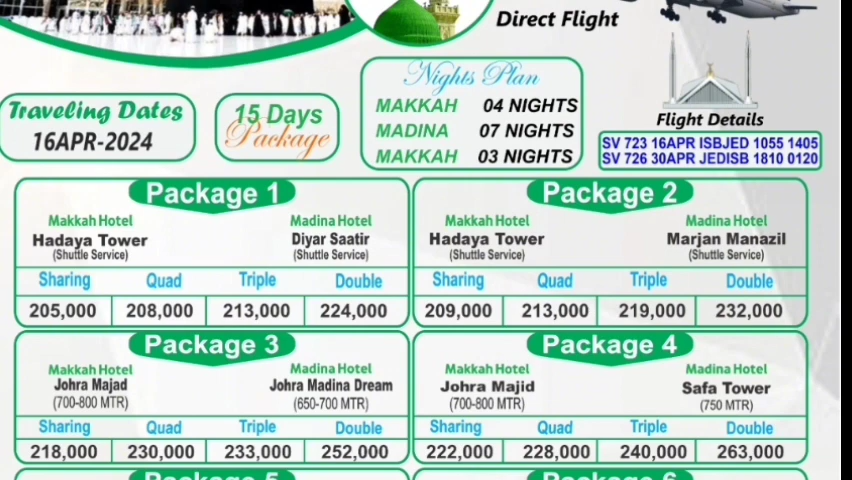 Direct Flight
Nights Plan
MAKKAH 04 NIGHTS
MADINA 07 NIGHTS
MAKKAH 03 NIGHTS
Traveling Dates
16APR-2024
15 Days
Package
Flight Details
SV 723 16APR ISBJED 1055 1405
SV 726 30APR JEDISB 1810 0120
Package 1
Makkah Hotel Madina Hotel
Hadaya Tower Diyar Saatir
(Shuttle Service) (Shuttle Service)
Sharing Quad Triple Double
205,000 208,000 213,000 224,000
Package 2
Makkah Hotel Madina Hotel
Hadaya Tower Marjan Manazil
(Shuttle Service) (Shuttle Service)
Sharing Quad Triple Double
209,000 213,000 219,000 232,000
Package 3
Makkah Hotel Madina Hotel
Johra Majad Johra Madina Dream
(700-800 MTR) (650-700 MTR)
Sharing Quad Triple Double
218,000 230,000 233,000 252,000
Package 4
Makkah Hotel Madina Hotel
Johra Majid Safa Tower
(700-800 MTR) (750 MTR)
Sharing Quad Triple Double
222,000 228,000 240,000 263,000
Package 5
Package 6